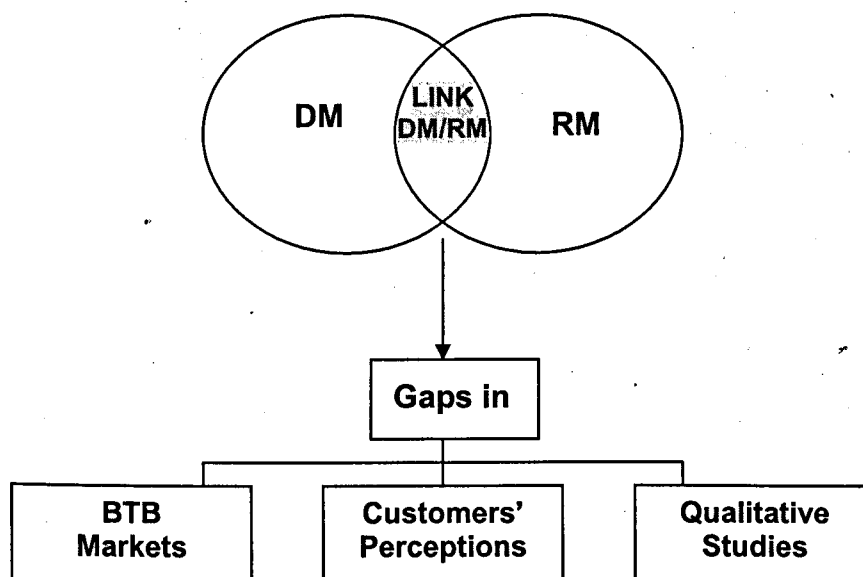 DM
LINK
DM/RM
RM
Gaps in
BTB
Markets
Customers’
Perceptions
Qualitative
Studies